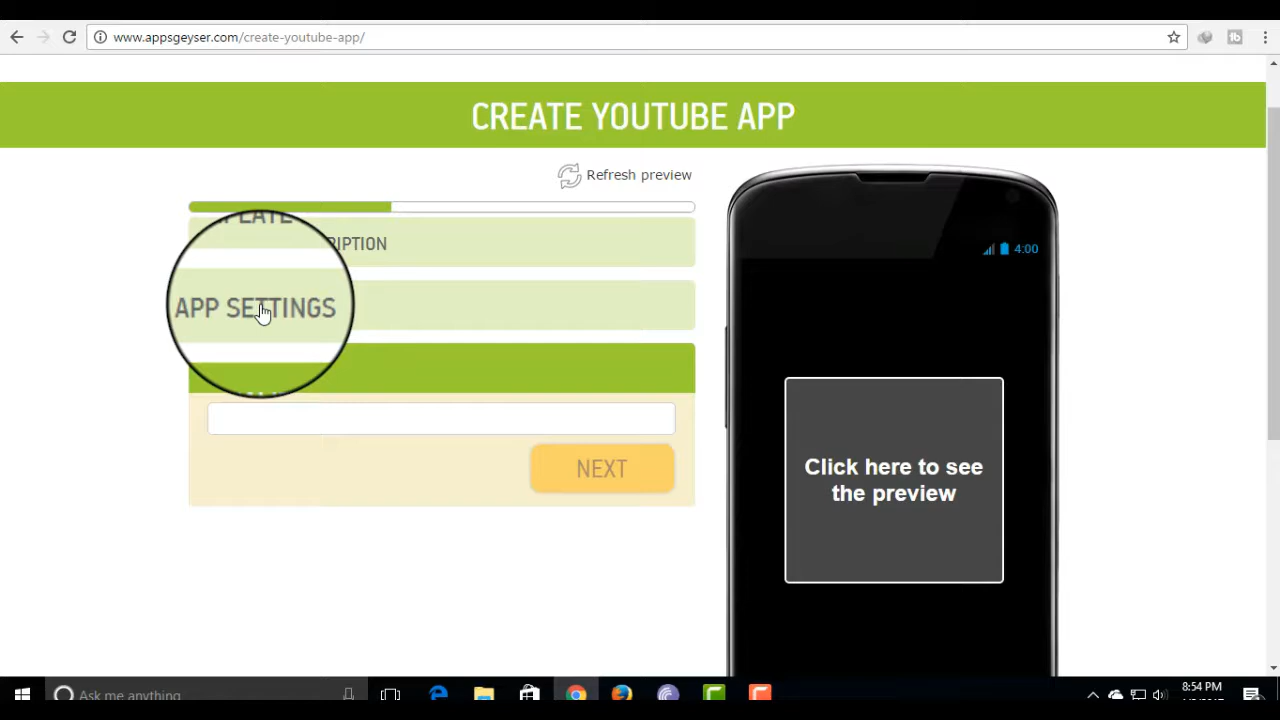 www.appsgeyser.com/create-youtube-app/
CREATE YOUTUBE APP
Refresh preview
4:00
APP SETTINGS
NEXT
Click here to see
the preview
Ask me anything
8:54 PM